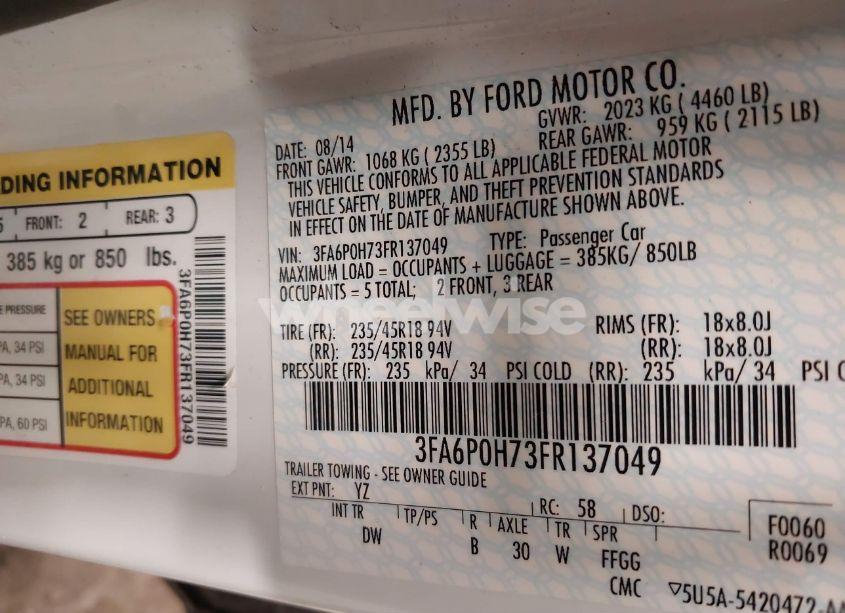 DING INFORMATION
5 FRONT: 2 REAR: 3
385 kg or 850 lbs.
E PRESSURE
PA, 34 PSI
PA, 34 PSI
PA, 60 PSI
SEE OWNERS
MANUAL FOR
ADDITIONAL
INFORMATION
3FA6P0H73FR137049
MFD. BY FORD MOTOR CO.
DATE: 08/14 GVWR: 2023 KG ( 4460 LB)
FRONT GAWR: 1068 KG ( 2355 LB) REAR GAWR: 959 KG ( 2115 LB)
THIS VEHICLE CONFORMS TO ALL APPLICABLE FEDERAL MOTOR
VEHICLE SAFETY, BUMPER, AND THEFT PREVENTION STANDARDS
IN EFFECT ON THE DATE OF MANUFACTURE SHOWN ABOVE.
VIN: 3FA6P0H73FR137049 TYPE: Passenger Car
MAXIMUM LOAD = OCCUPANTS + LUGGAGE = 385KG/ 850LB
OCCUPANTS = 5 TOTAL; 2 FRONT, 3 REAR
wheelwise
TIRE (FR): 235/45R18 94V RIMS (FR): 18x8.0J
(RR): 235/45R18 94V (RR): 18x8.0J
PRESSURE (FR): 235 kPa/ 34 PSI COLD (RR): 235 kPa/ 34 PSI C
3FA6P0H73FR137049
TRAILER TOWING - SEE OWNER GUIDE
EXT PNT: YZ RC: 58 DSO:
INT TR TP/PS R AXLE TR SPR F0060
DW B 30 W FFGG R0069
CMC ▽5U5A-5420472-AA